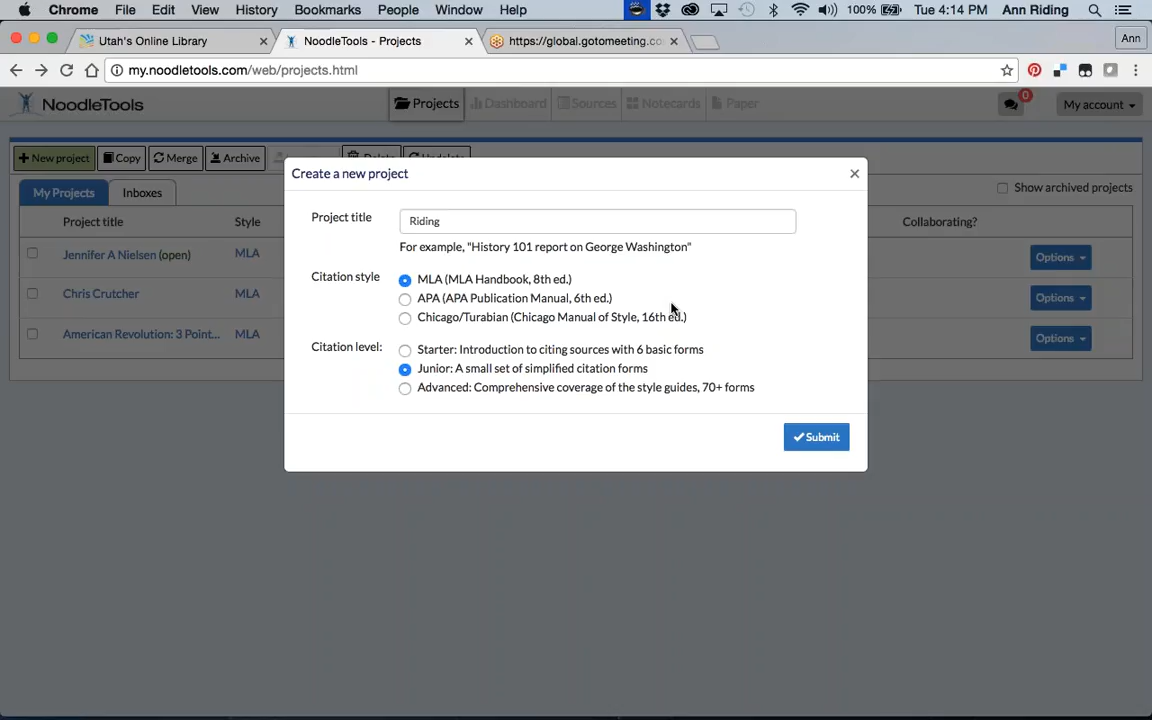 Chrome File Edit View History Bookmarks People Window Help 100% Tue 4:14 PM Ann Riding
Utah's Online Library NoodleTools - Projects https://global.gotomeeting.co Ann
my.noodletools.com/web/projects.html
NoodleTools Projects Dashboard Sources Notecards Paper 0 My account
New project Copy Merge Archive Delete Undelete
Create a new project
My Projects Inboxes Show archived projects
Project title Style Collaborating?
Project title Riding
For example, "History 101 report on George Washington"
Jennifer A Nielsen (open) MLA Options
Citation style MLA (MLA Handbook, 8th ed.)
APA (APA Publication Manual, 6th ed.)
Chris Crutcher MLA Options
Chicago/Turabian (Chicago Manual of Style, 16th ed.)
American Revolution: 3 Point... MLA Options
Citation level: Starter: Introduction to citing sources with 6 basic forms
Junior: A small set of simplified citation forms
Advanced: Comprehensive coverage of the style guides, 70+ forms
Submit